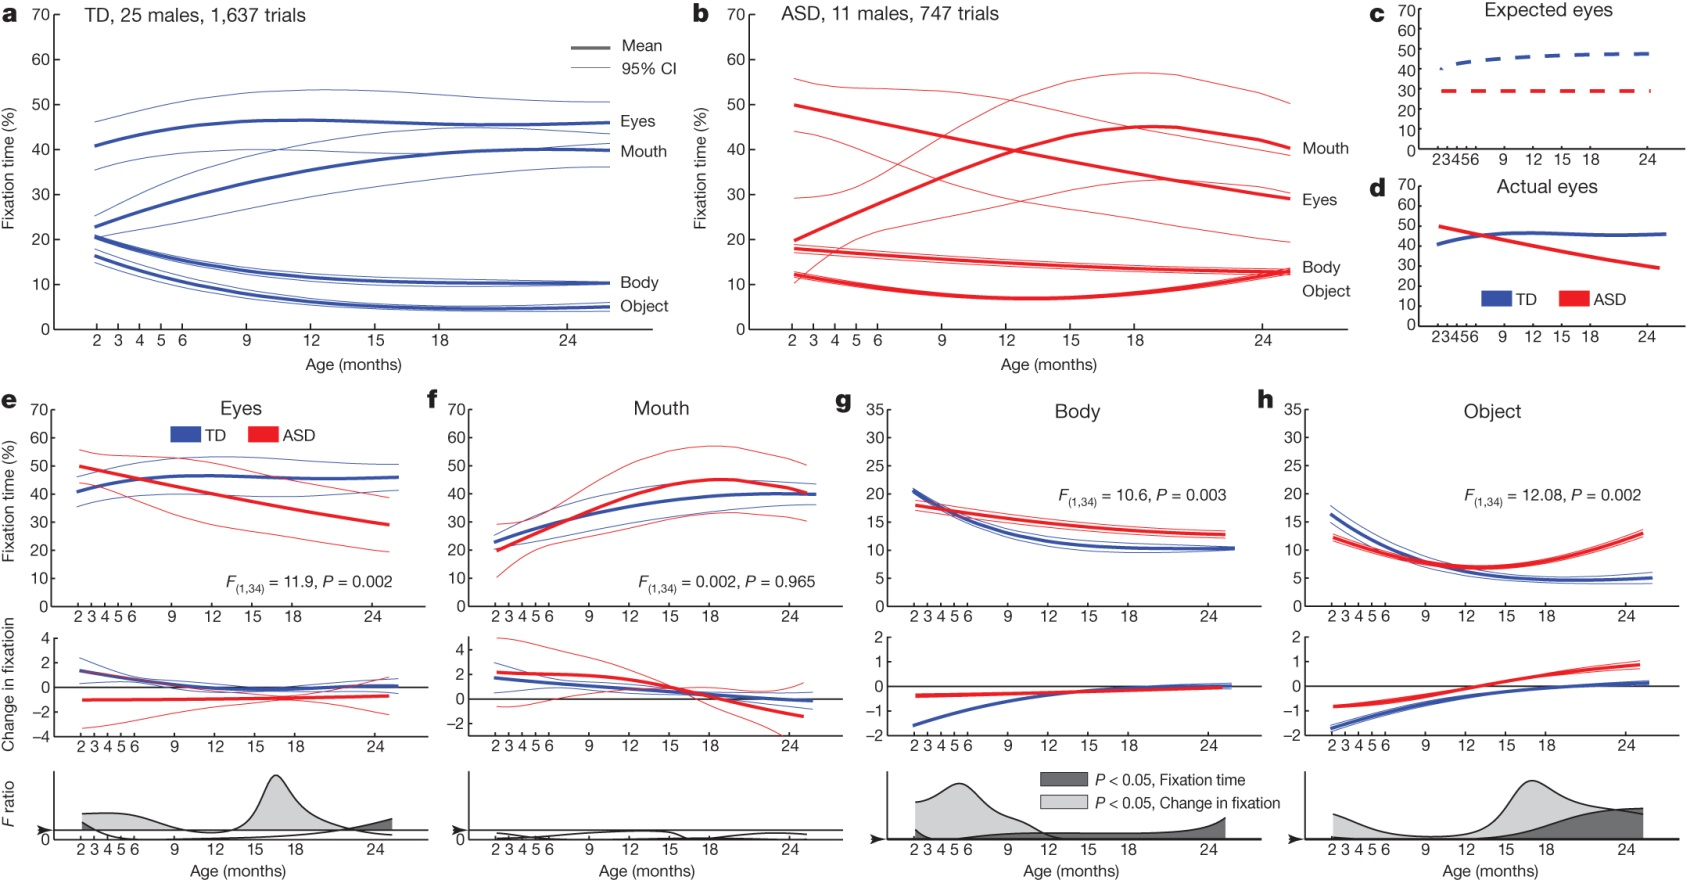 a TD, 25 males, 1,637 trials
Mean
95% CI
Fixation time (%)
70
60
50
40
30
20
10
0
Eyes
Mouth
Body
Object
2 3 4 5 6 9 12 15 18 24
Age (months)
b ASD, 11 males, 747 trials
Fixation time (%)
70
60
50
40
30
20
10
0
Mouth
Eyes
Body
Object
2 3 4 5 6 9 12 15 18 24
Age (months)
c Expected eyes
70
60
50
40
30
20
10
0
2 3 4 5 6 9 12 15 18 24
d Actual eyes
70
60
50
40
30
20
10
0
TD ASD
2 3 4 5 6 9 12 15 18 24
e Eyes
TD ASD
Fixation time (%)
70
60
50
40
30
20
10
0
F(1,34) = 11.9, P = 0.002
2 3 4 5 6 9 12 15 18 24
Change in fixatioin
4
2
0
−2
−4
2 3 4 5 6 9 12 15 18 24
F ratio
0
2 3 4 5 6 9 12 15 18 24
Age (months)
f Mouth
70
60
50
40
30
20
10
0
F(1,34) = 0.002, P = 0.965
2 3 4 5 6 9 12 15 18 24
4
2
0
−2
2 3 4 5 6 9 12 15 18 24
0
2 3 4 5 6 9 12 15 18 24
Age (months)
g Body
35
30
25
20
15
10
5
0
F(1,34) = 10.6, P = 0.003
2 3 4 5 6 9 12 15 18 24
2
1
0
−1
−2
2 3 4 5 6 9 12 15 18 24
P < 0.05, Fixation time
P < 0.05, Change in fixation
2 3 4 5 6 9 12 15 18 24
Age (months)
h Object
35
30
25
20
15
10
5
0
F(1,34) = 12.08, P = 0.002
2 3 4 5 6 9 12 15 18 24
2
1
0
−1
−2
2 3 4 5 6 9 12 15 18 24
2 3 4 5 6 9 12 15 18 24
Age (months)